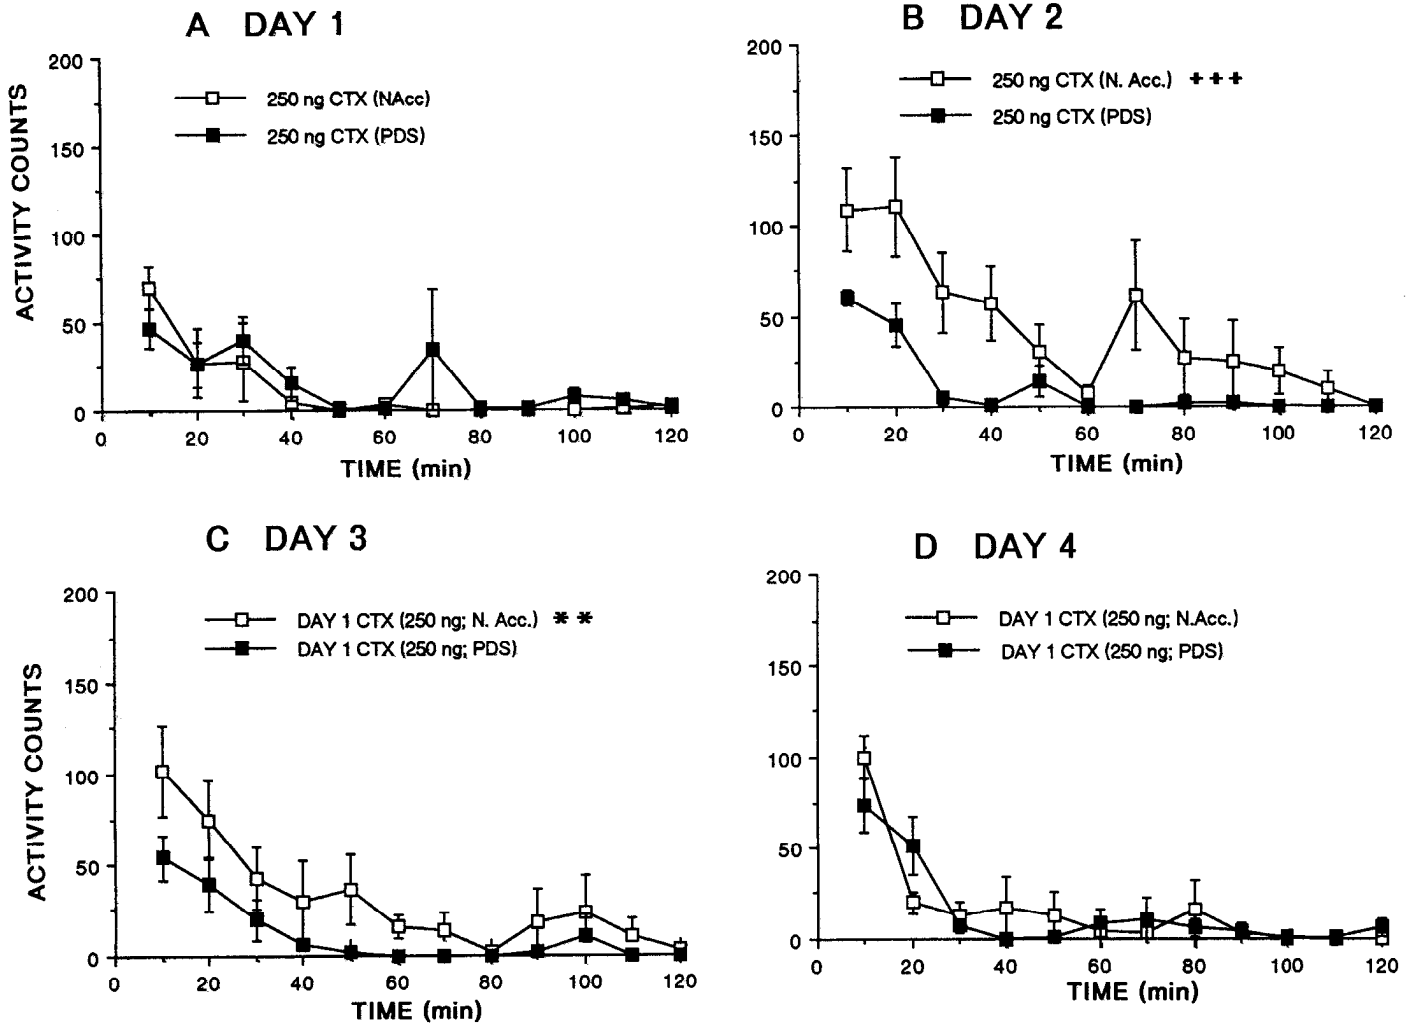 A DAY 1
200
150
100
50
0
ACTIVITY COUNTS
250 ng CTX (NAcc)
250 ng CTX (PDS)
0 20 40 60 80 100 120
TIME (min)
B DAY 2
200
150
100
50
0
250 ng CTX (N. Acc.) +++
250 ng CTX (PDS)
0 20 40 60 80 100 120
TIME (min)
C DAY 3
200
150
100
50
0
ACTIVITY COUNTS
DAY 1 CTX (250 ng; N. Acc.) **
DAY 1 CTX (250 ng; PDS)
0 20 40 60 80 100 120
TIME (min)
D DAY 4
200
150
100
50
0
DAY 1 CTX (250 ng; N.Acc.)
DAY 1 CTX (250 ng; PDS)
0 20 40 60 80 100 120
TIME (min)